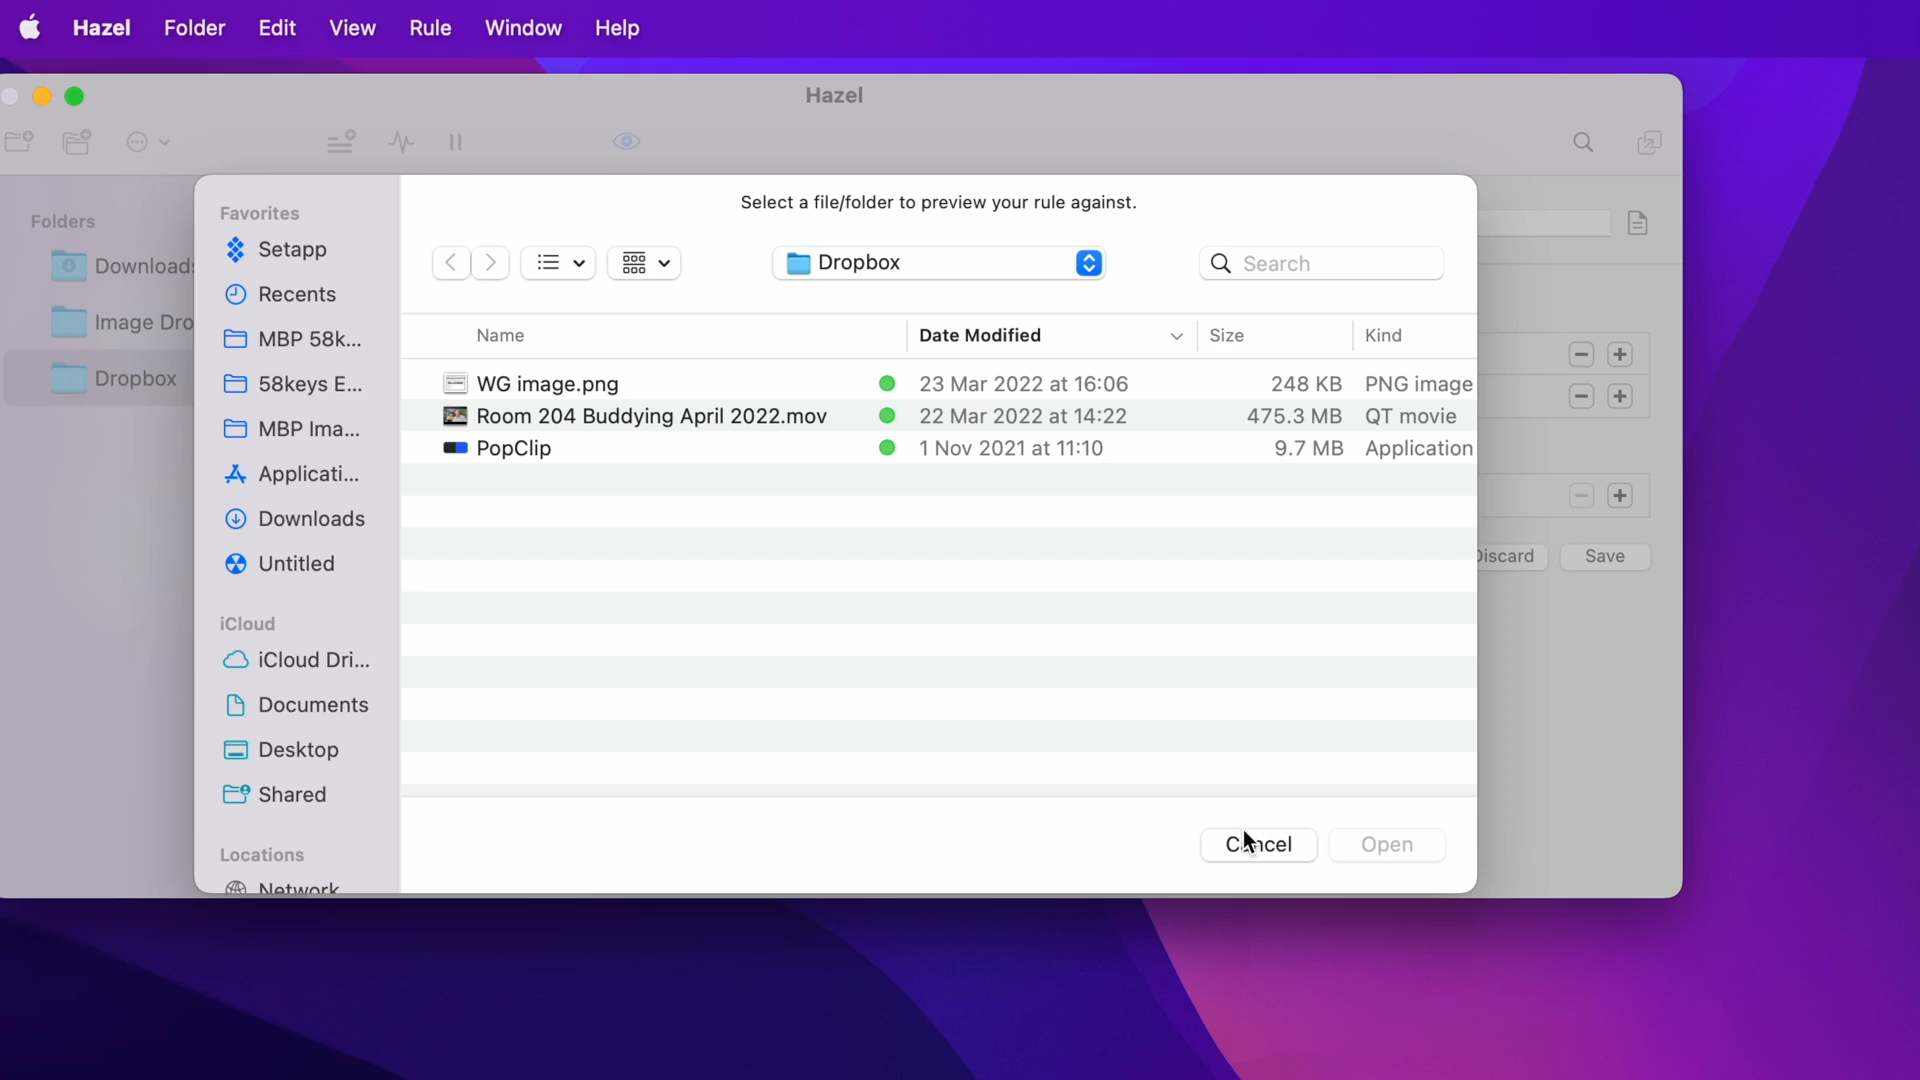 Hazel Folder Edit View Rule Window Help
Hazel
Folders
Downloads
Image Dro
Dropbox
Favorites
Setapp
Recents
MBP 58k...
58keys E...
MBP Ima...
Applicati...
Downloads
Untitled
iCloud
iCloud Dri...
Documents
Desktop
Shared
Locations
Network
Select a file/folder to preview your rule against.
Dropbox
Search
Name Date Modified Size Kind
WG image.png 23 Mar 2022 at 16:06 248 KB PNG image
Room 204 Buddying April 2022.mov 22 Mar 2022 at 14:22 475.3 MB QT movie
PopClip 1 Nov 2021 at 11:10 9.7 MB Application
Cancel Open
Discard Save